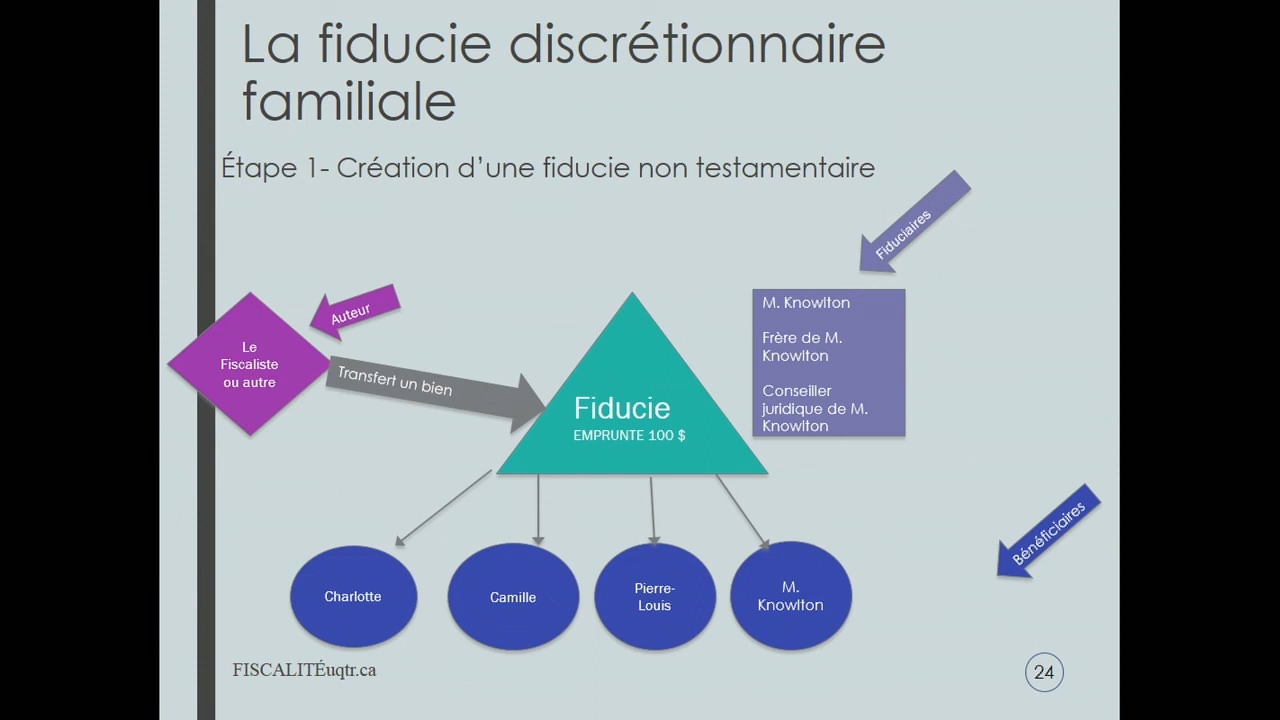 La fiducie discrétionnaire
familiale
Étape 1- Création d’une fiducie non testamentaire
Fiduciaires
Auteur
Le
Fiscaliste
ou autre
Transfert un bien
Fiducie
EMPRUNTE 100 $
M. Knowlton
Frère de M.
Knowlton
Conseiller
juridique de M.
Knowlton
Bénéficiaires
Charlotte
Camille
Pierre-
Louis
M.
Knowlton
FISCALITÉuqtr.ca
24